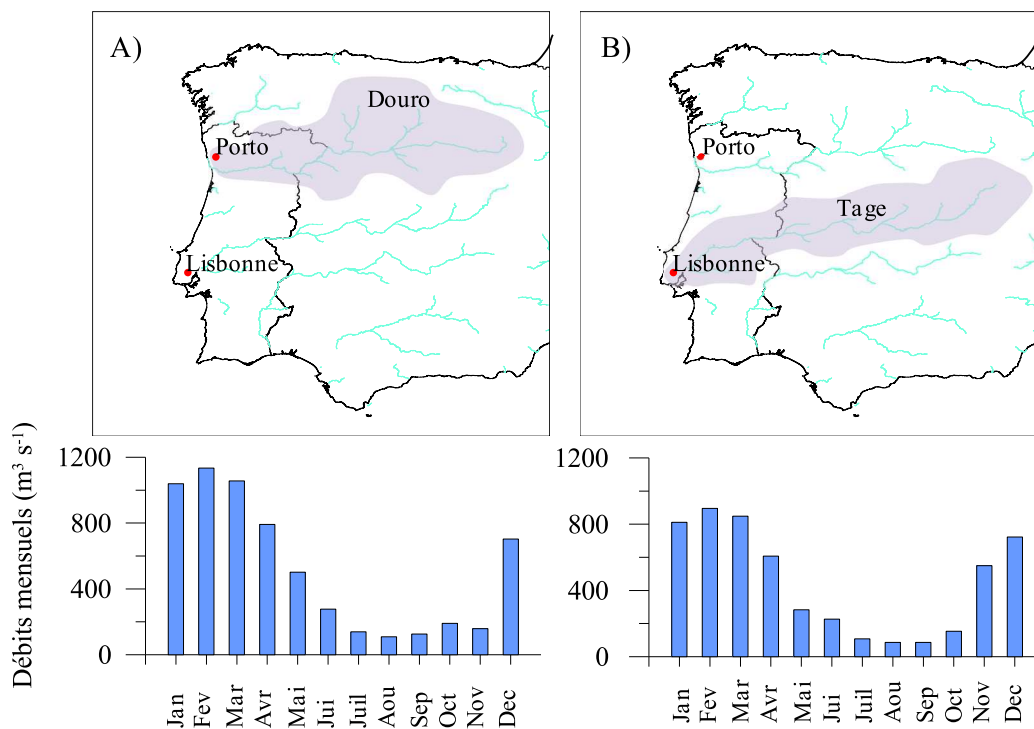 A)
Douro
Porto
Lisbonne
B)
Porto
Tage
Lisbonne
Débits mensuels (m³ s⁻¹)
1200
800
400
0
Jan
Fev
Mar
Avr
Mai
Jui
Juil
Aou
Sep
Oct
Nov
Dec
1200
800
400
0
Jan
Fev
Mar
Avr
Mai
Jui
Juil
Aou
Sep
Oct
Nov
Dec